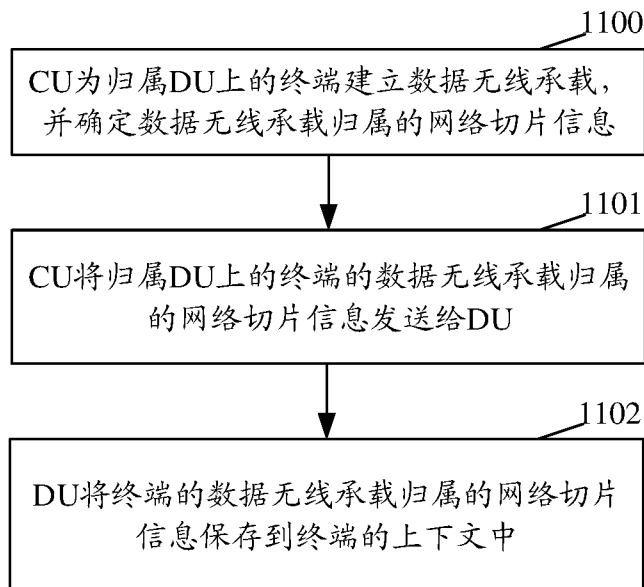 1100
CU为归属DU上的终端建立数据无线承载，
并确定数据无线承载归属的网络切片信息
1101
CU将归属DU上的终端的数据无线承载归属
的网络切片信息发送给DU
1102
DU将终端的数据无线承载归属的网络切片
信息保存到终端的上下文中